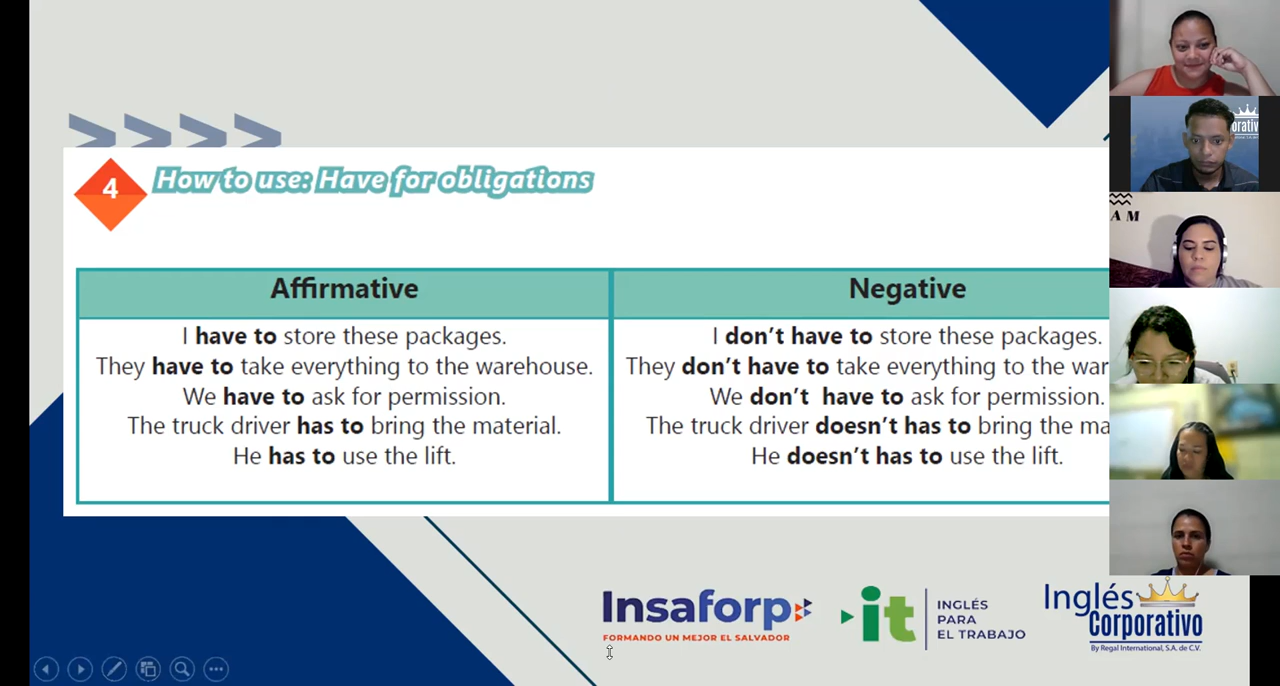 4
How to use: Have for obligations
Affirmative
I have to store these packages.
They have to take everything to the warehouse.
We have to ask for permission.
The truck driver has to bring the material.
He has to use the lift.
Negative
I don't have to store these packages.
They don't have to take everything to the war
We don't have to ask for permission.
The truck driver doesn't has to bring the ma
He doesn't has to use the lift.
orativo
A M
Insaforp
FORMANDO UN MEJOR EL SALVADOR
it
INGLÉS
PARA
EL TRABAJO
Inglés
Corporativo
By Regal International, S.A. de C.V.